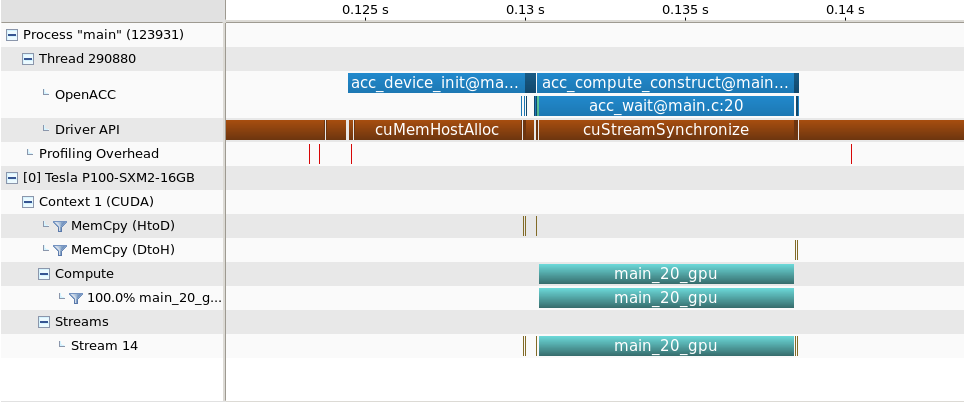 0.125 s 0.13 s 0.135 s 0.14 s
Process "main" (123931)
Thread 290880
acc_device_init@ma... acc_compute_construct@main...
OpenACC
acc_wait@main.c:20
Driver API cuMemHostAlloc cuStreamSynchronize
Profiling Overhead
[0] Tesla P100-SXM2-16GB
Context 1 (CUDA)
MemCpy (HtoD)
MemCpy (DtoH)
Compute main_20_gpu
100.0% main_20_g... main_20_gpu
Streams
Stream 14 main_20_gpu